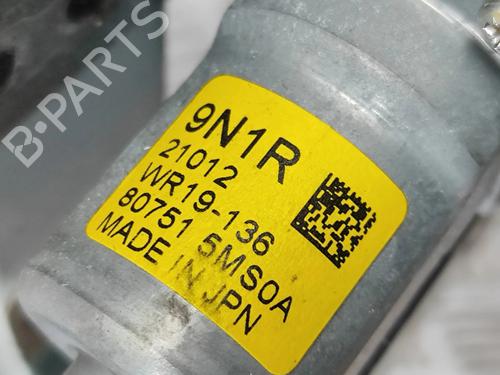 B-PARTS
9N1R
21012
WR19-136
80751 5MS0A
MADE IN JPN